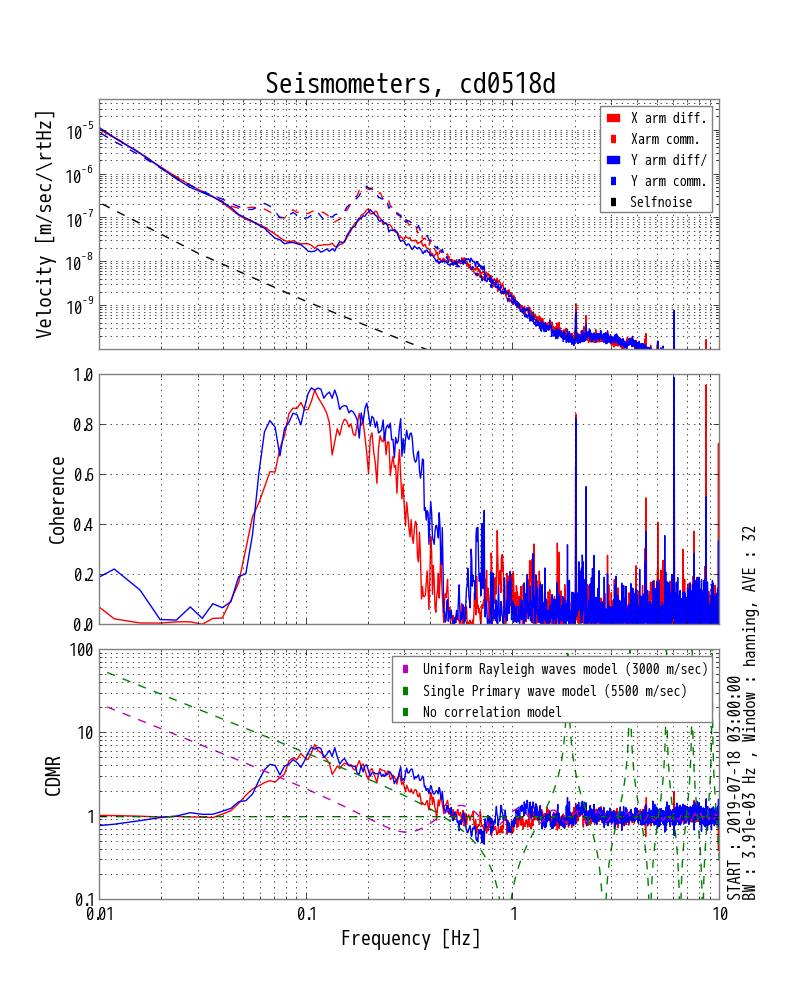 Seismometers, cd0518d
Velocity [m/sec/\rtHz]
10^-5
10^-6
10^-7
10^-8
10^-9
X arm diff.
Xarm comm.
Y arm diff/
Y arm comm.
Selfnoise
Coherence
1.0
0.8
0.6
0.4
0.2
0.0
CDMR
100
10
1
0.1
Uniform Rayleigh waves model (3000 m/sec)
Single Primary wave model (5500 m/sec)
No correlation model
0.01
0.1
1
10
Frequency [Hz]
START : 2019-07-18 03:00:00
BW : 3.91e-03 Hz , Window : hanning, AVE : 32